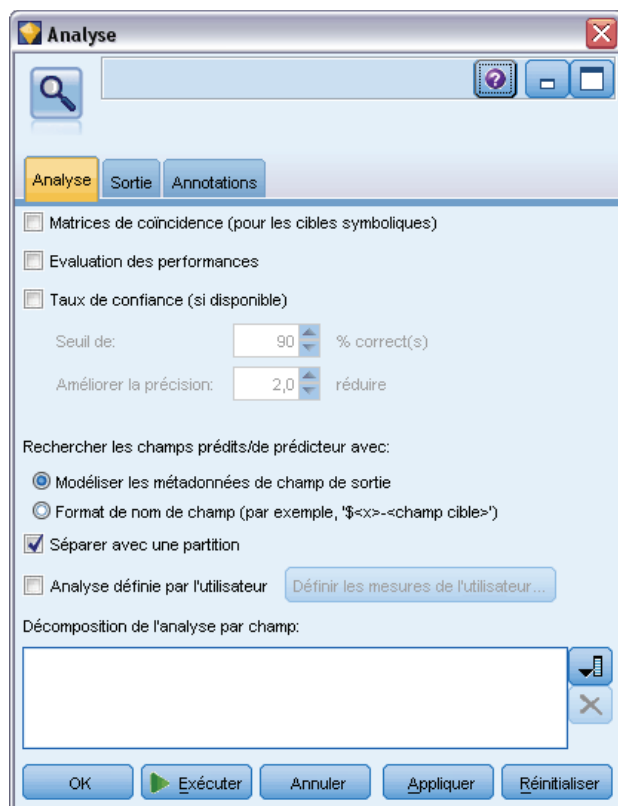 Analyse
?
Analyse Sortie Annotations
Matrices de coïncidence (pour les cibles symboliques)
Evaluation des performances
Taux de confiance (si disponible)
Seuil de: 90 % correct(s)
Améliorer la précision: 2,0 réduire
Rechercher les champs prédits/de prédicteur avec:
Modéliser les métadonnées de champ de sortie
Format de nom de champ (par exemple, '$<x>-<champ cible>')
Séparer avec une partition
Analyse définie par l'utilisateur Définir les mesures de l'utilisateur...
Décomposition de l'analyse par champ:
OK Exécuter Annuler Appliquer Réinitialiser